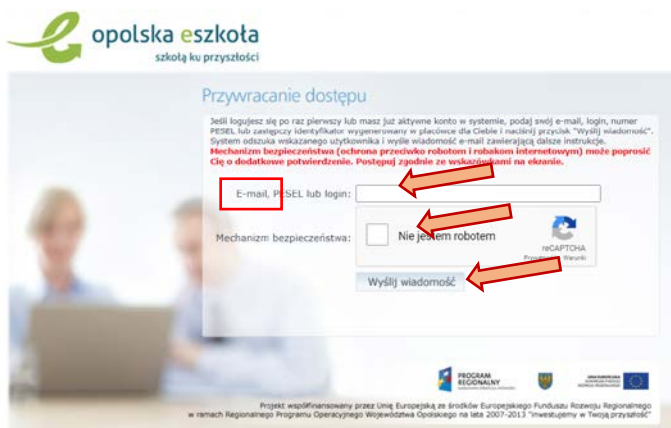 opolska eszkoła
szkołą ku przyszłości
Przywracanie dostępu
Jeśli logujesz się po raz pierwszy lub masz już aktywne konto w systemie, podaj swój e-mail, login, numer
PESEL lub zastępczy identyfikator wygenerowany w placówce dla Ciebie i naciśnij przycisk "Wyślij wiadomość".
System odszuka wskazanego użytkownika i wyśle wiadomość e-mail zawierającą dalsze instrukcje.
Mechanizm bezpieczeństwa (ochrona przeciwko robotom i robakom internetowym) może poprosić
Cię o dodatkowe potwierdzenie. Postępuj zgodnie ze wskazówkami na ekranie.
E-mail, PESEL lub login:
Mechanizm bezpieczeństwa:
Nie jestem robotem
reCAPTCHA
Warunki
Wyślij wiadomość
PROGRAM
REGIONALNY
Projekt współfinansowany przez Unię Europejską ze środków Europejskiego Funduszu Rozwoju Regionalnego
w ramach Regionalnego Programu Operacyjnego Województwa Opolskiego na lata 2007-2013 "inwestujemy w Twoją przyszłość"